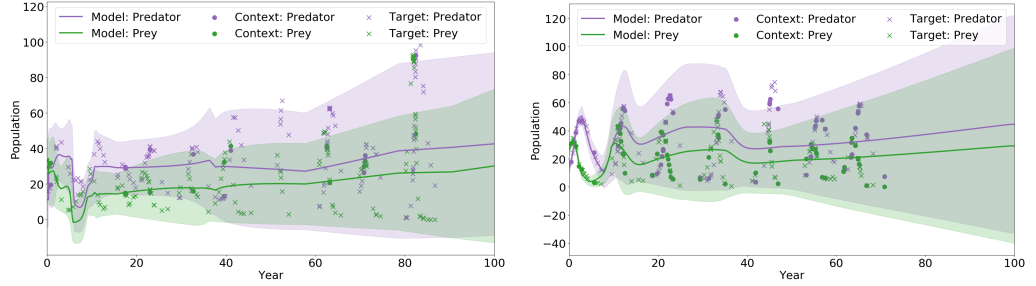 Model: Predator Context: Predator Target: Predator
Model: Prey Context: Prey Target: Prey
120
100
80
60
40
20
0
Population
0 20 40 60 80 100
Year
Model: Predator Context: Predator Target: Predator
Model: Prey Context: Prey Target: Prey
120
100
80
60
40
20
0
−20
−40
Population
0 20 40 60 80 100
Year